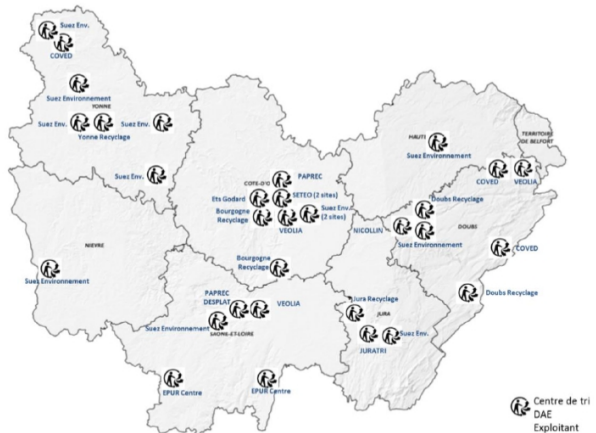 Suez Env.
COVED
Suez Environnement
YONNE
Suez Env.
Suez Env.
Yonne Recyclage
Suez Env.
NIEVRE
Suez Environnement
COTE-D'O
PAPREC
Ets Godard
SETEO (2 sites)
Bourgogne
Recyclage
Suez Env.
(2 sites)
VEOLIA
Bourgogne
Recyclage
PAPREC
DESPLAT
VEOLIA
Suez Environnement
SAONE-ET-LOIRE
EPUR Centre
EPUR Centre
HAUTE
Suez Environnement
TERRITOIRE
DE BELFORT
COVED
VEOLIA
Doubs Recyclage
NICOLLIN
DOUBS
Suez Environnement
COVED
Doubs Recyclage
Jura Recyclage
JURA
Suez Env.
JURATRI
Centre de tri
DAE
Exploitant